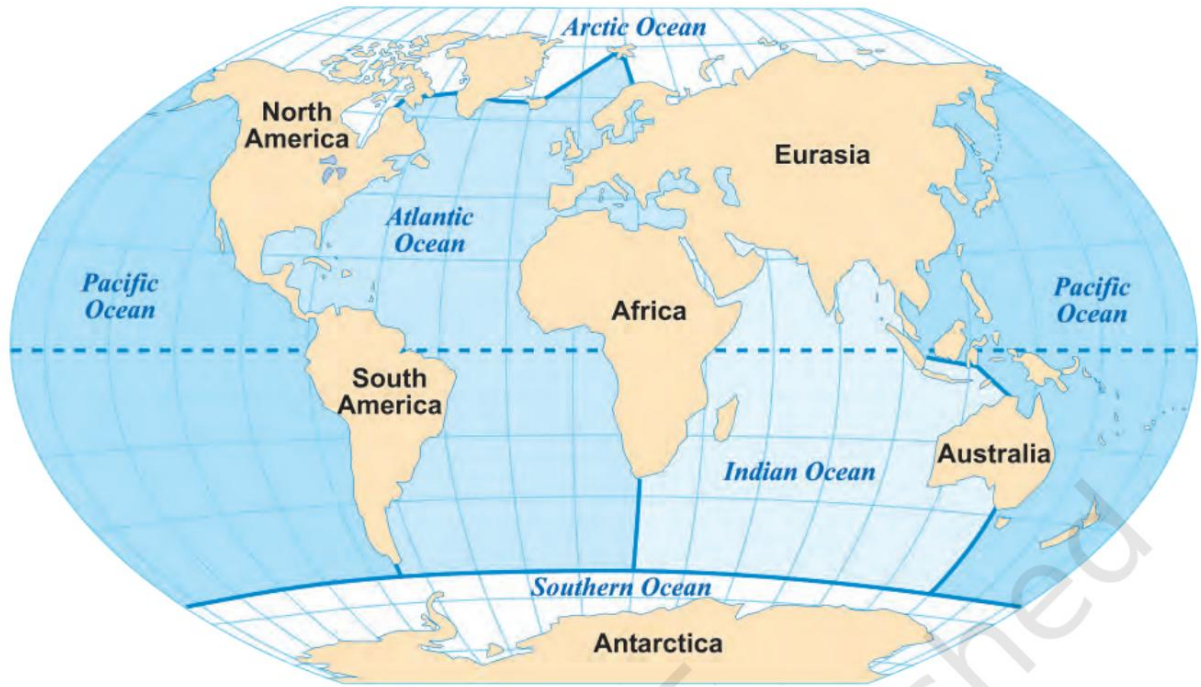 Arctic Ocean
North
America
Eurasia
Atlantic
Ocean
Pacific
Ocean
Africa
Pacific
Ocean
South
America
Australia
Indian Ocean
Southern Ocean
Antarctica